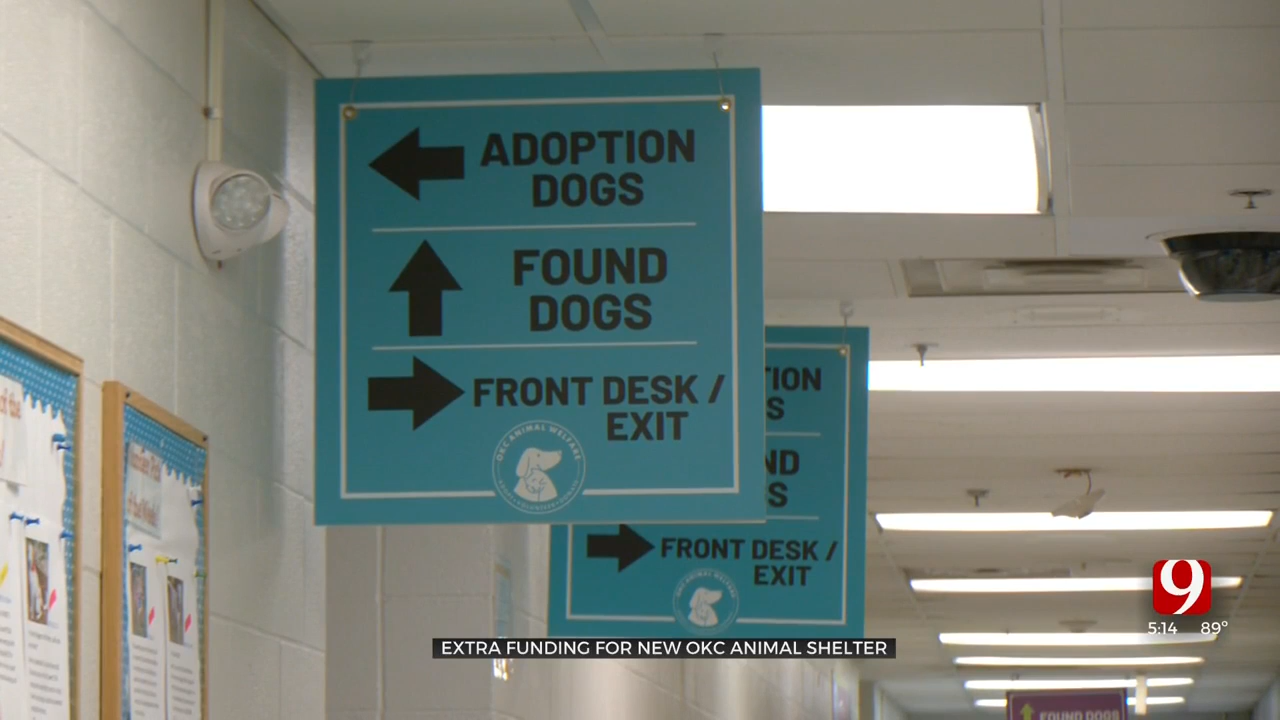 ADOPTION
DOGS
FOUND
DOGS
FRONT DESK /
EXIT
OKC ANIMAL WELFARE
TION
S
ND
S
FRONT DESK /
EXIT
9
5:14 89°
EXTRA FUNDING FOR NEW OKC ANIMAL SHELTER
FOUND DOGS